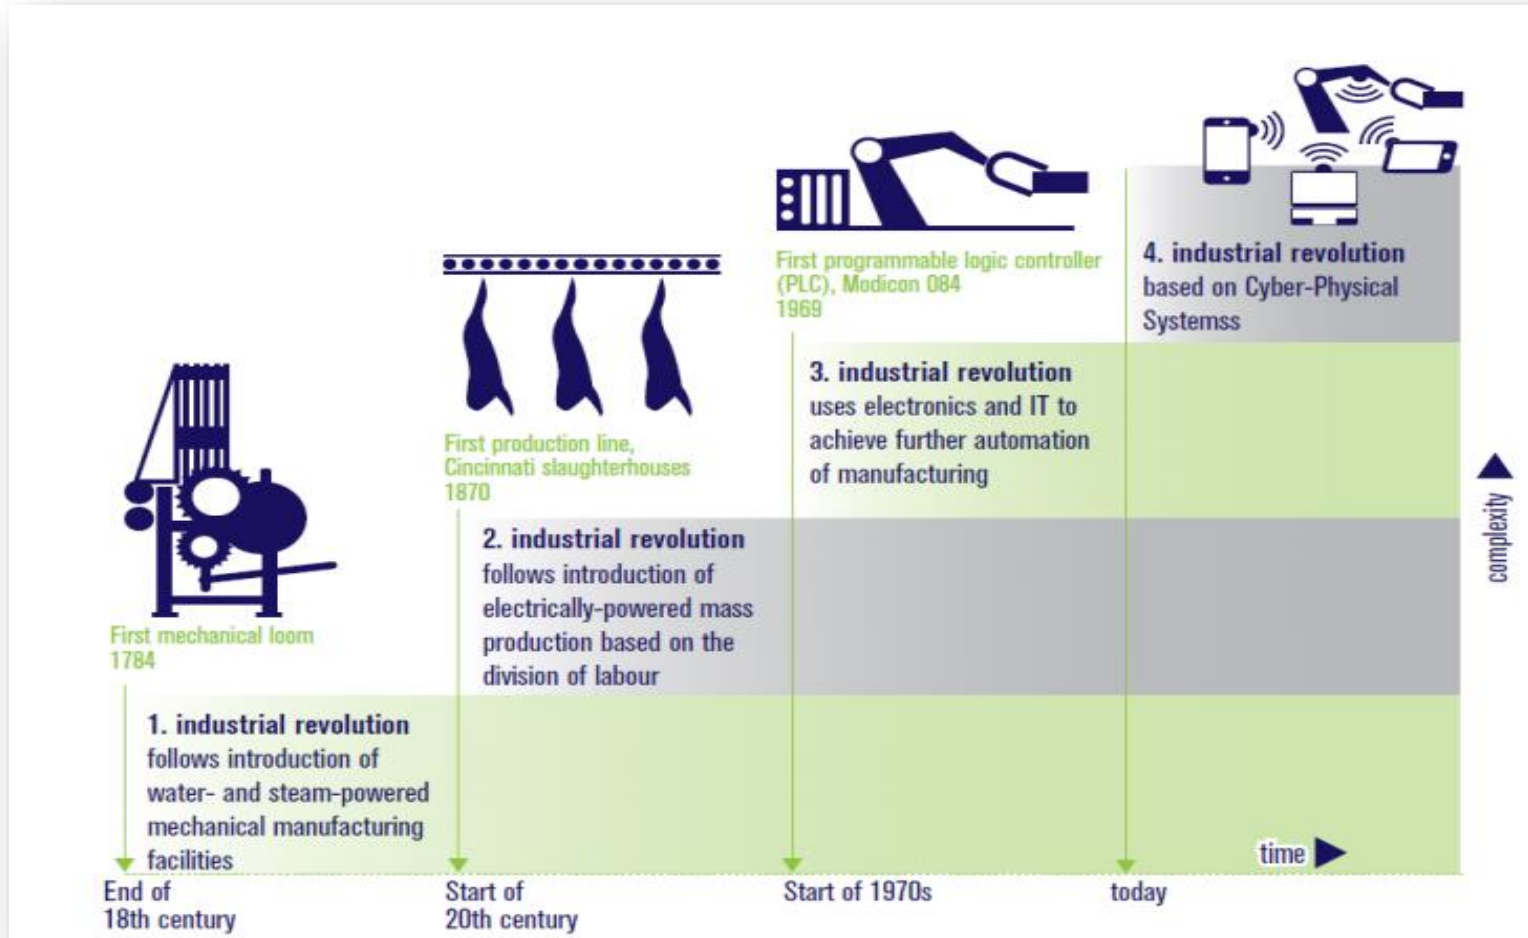 First mechanical loom
1784
1. industrial revolution
follows introduction of
water- and steam-powered
mechanical manufacturing
facilities
End of
18th century
First production line,
Cincinnati slaughterhouses
1870
2. industrial revolution
follows introduction of
electrically-powered mass
production based on the
division of labour
Start of
20th century
First programmable logic controller
(PLC), Modicon 084
1969
3. industrial revolution
uses electronics and IT to
achieve further automation
of manufacturing
Start of 1970s
4. industrial revolution
based on Cyber-Physical
Systemss
today
time
complexity